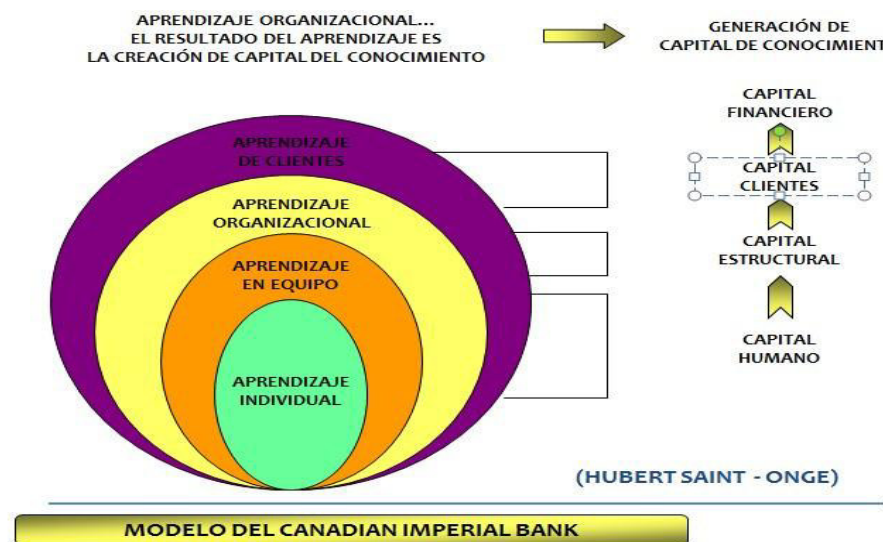 APRENDIZAJE ORGANIZACIONAL...
EL RESULTADO DEL APRENDIZAJE ES
LA CREACIÓN DE CAPITAL DEL CONOCIMIENTO
GENERACIÓN DE
CAPITAL DE CONOCIMIENT
APRENDIZAJE
DE CLIENTES
APRENDIZAJE
ORGANIZACIONAL
APRENDIZAJE
EN EQUIPO
APRENDIZAJE
INDIVIDUAL
CAPITAL
FINANCIERO
CAPITAL
CLIENTES
CAPITAL
ESTRUCTURAL
CAPITAL
HUMANO
(HUBERT SAINT - ONGE)
MODELO DEL CANADIAN IMPERIAL BANK